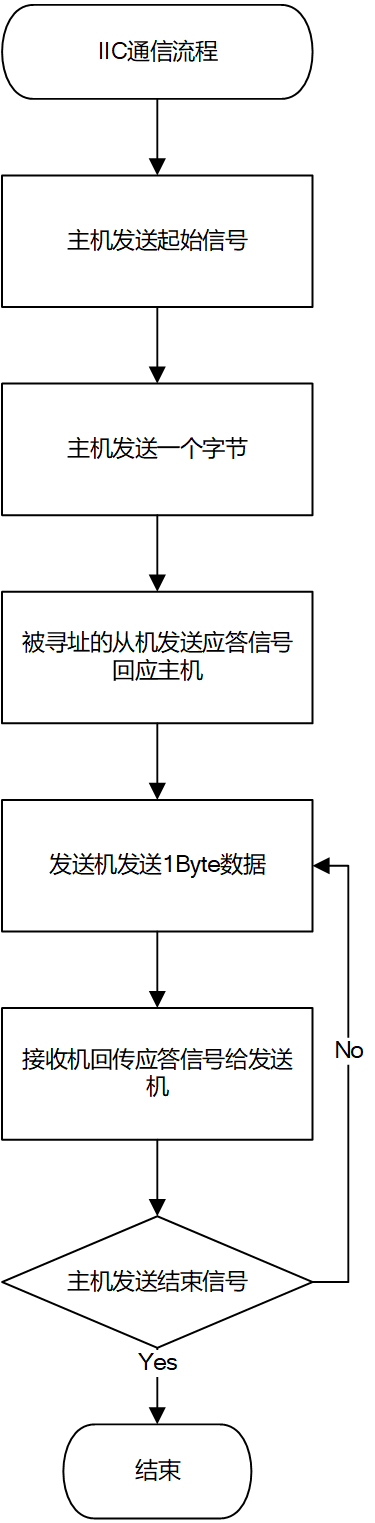 IIC通信流程
主机发送起始信号
主机发送一个字节
被寻址的从机发送应答信号
回应主机
发送机发送1Byte数据
接收机回传应答信号给发送
机
No
主机发送结束信号
Yes
结束